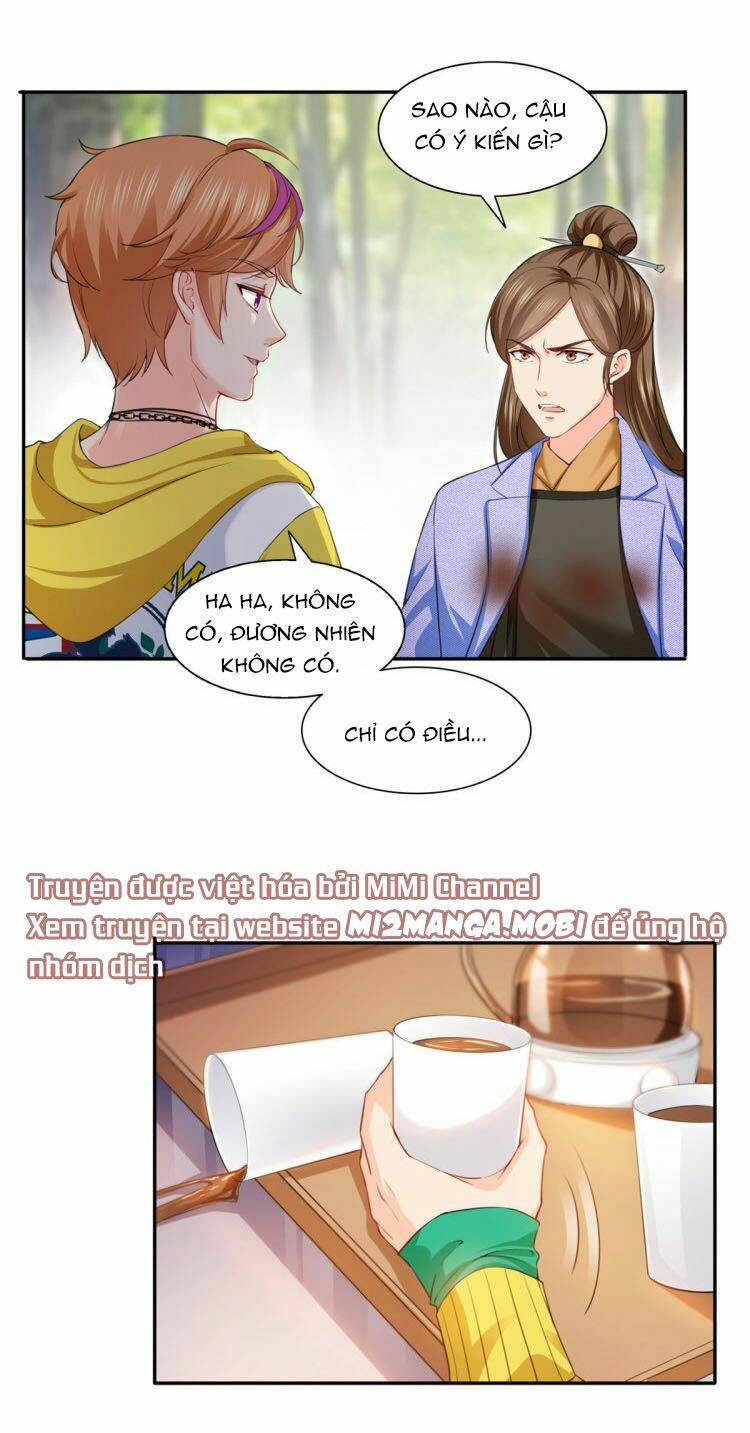 SAO NÀO, CẬU
CÓ Ý KIẾN GÌ?
HA HA, KHÔNG
CÓ, ĐƯƠNG NHIÊN
KHÔNG CÓ.
CHỈ CÓ ĐIỀU...
Truyện được việt hóa bởi MiMi Channel
Xem truyện tại website MI2MANGA.MOBI để ủng hộ
nhóm dịch